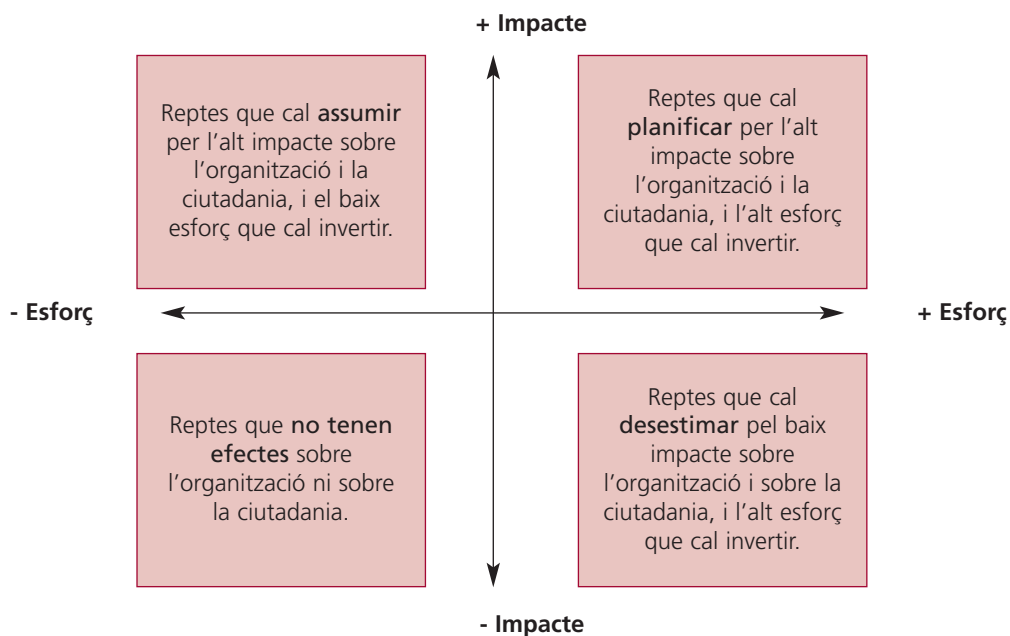 + Impacte
Reptes que cal assumir
per l'alt impacte sobre
l'organització i la
ciutadania, i el baix
esforç que cal invertir.
Reptes que cal
planificar per l'alt
impacte sobre
l'organització i la
ciutadania, i l'alt esforç
que cal invertir.
- Esforç
+ Esforç
Reptes que no tenen
efectes sobre
l'organització ni sobre
la ciutadania.
Reptes que cal
desestimar pel baix
impacte sobre
l'organització i sobre la
ciutadania, i l'alt esforç
que cal invertir.
- Impacte